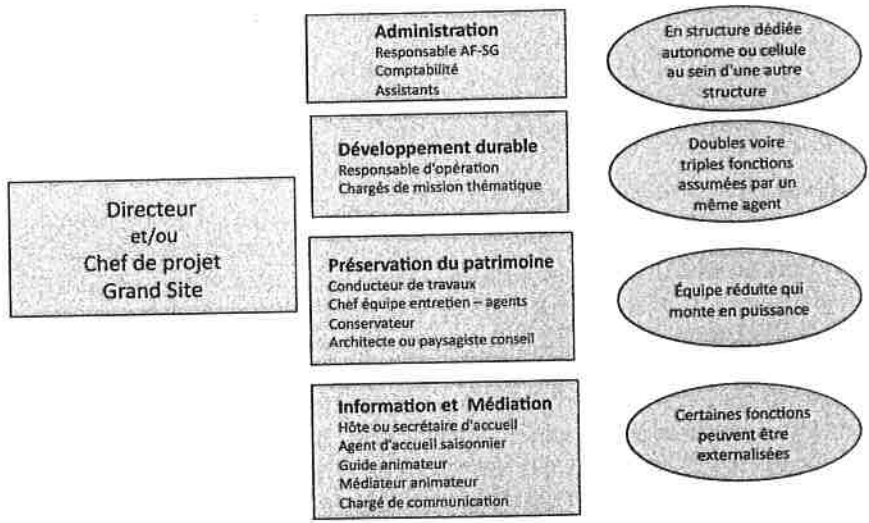 Directeur
et/ou
Chef de projet
Grand Site
Administration
Responsable AF-SG
Comptabilité
Assistants
En structure dédiée
autonome ou cellule
au sein d'une autre
structure
Développement durable
Responsable d'opération
Chargés de mission thématique
Doubles voire
triples fonctions
assumées par un
même agent
Préservation du patrimoine
Conducteur de travaux
Chef équipe entretien – agents
Conservateur
Architecte ou paysagiste conseil
Équipe réduite qui
monte en puissance
Information et Médiation
Hôte ou secrétaire d'accueil
Agent d'accueil saisonnier
Guide animateur
Médiateur animateur
Chargé de communication
Certaines fonctions
peuvent être
externalisées